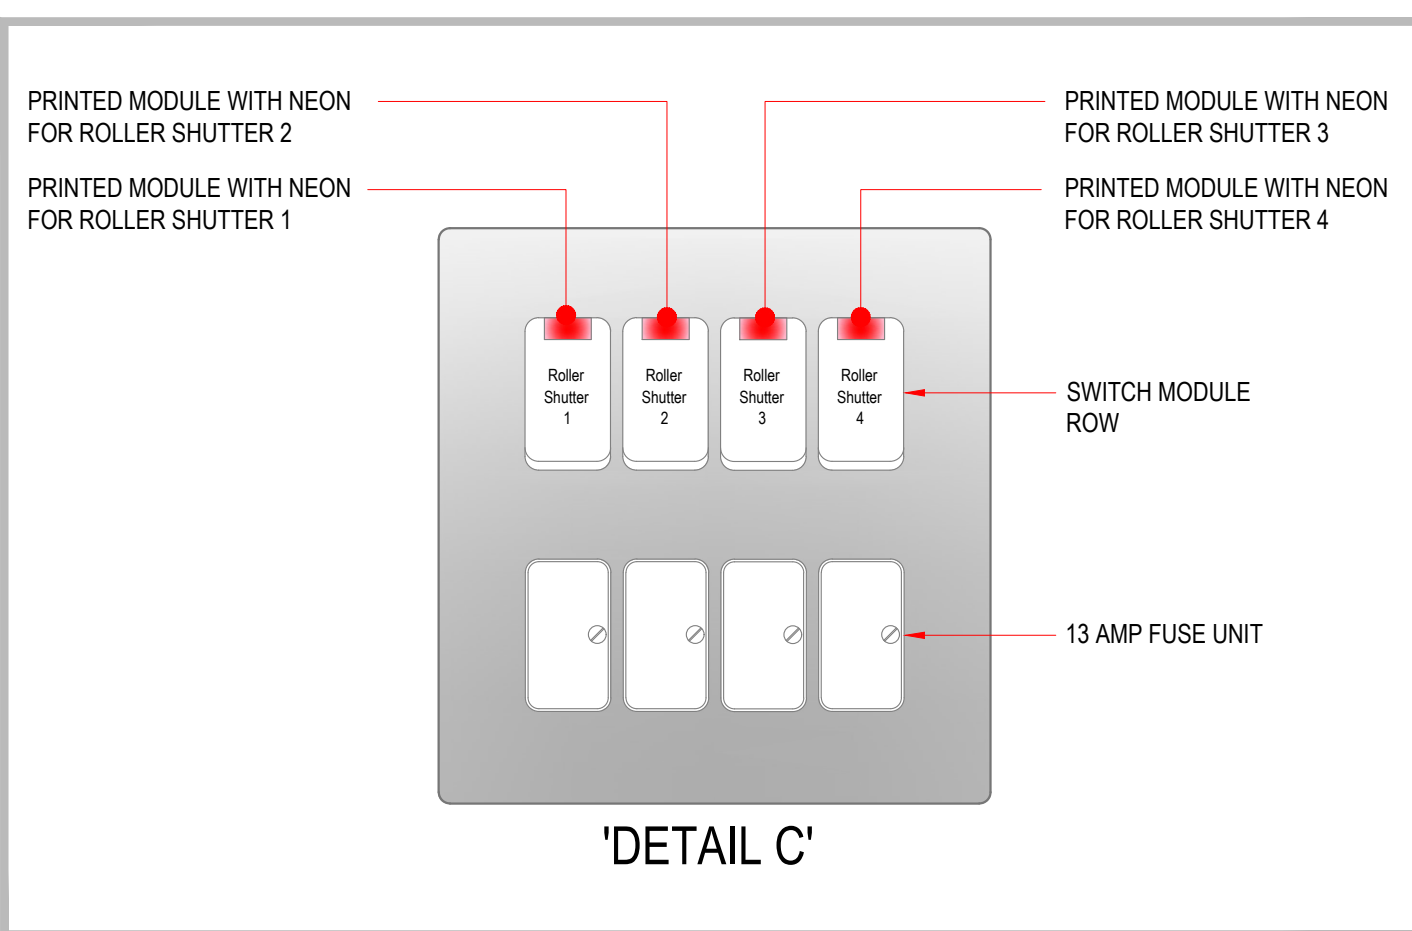 PRINTED MODULE WITH NEON
FOR ROLLER SHUTTER 2
PRINTED MODULE WITH NEON
FOR ROLLER SHUTTER 1
PRINTED MODULE WITH NEON
FOR ROLLER SHUTTER 3
PRINTED MODULE WITH NEON
FOR ROLLER SHUTTER 4
Roller
Shutter
1
Roller
Shutter
2
Roller
Shutter
3
Roller
Shutter
4
SWITCH MODULE
ROW
13 AMP FUSE UNIT
'DETAIL C'